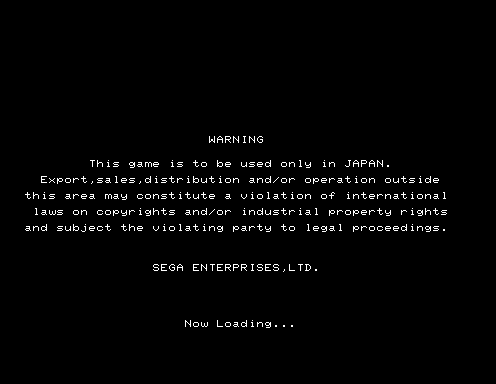 WARNING
This game is to be used only in JAPAN.
Export,sales,distribution and/or operation outside
this area may constitute a violation of international
laws on copyrights and/or industrial property rights
and subject the violating party to legal proceedings.
SEGA ENTERPRISES,LTD.
Now Loading...